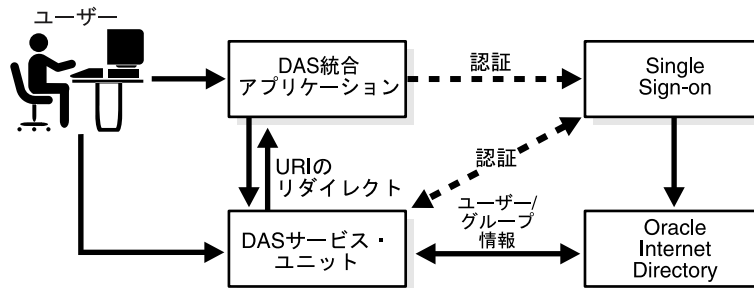 ユーザー
DAS統合
アプリケーション
認証
Single
Sign-on
URIの
リダイレクト
認証
ユーザー/
グループ
情報
DASサービス・
ユニット
Oracle
Internet
Directory